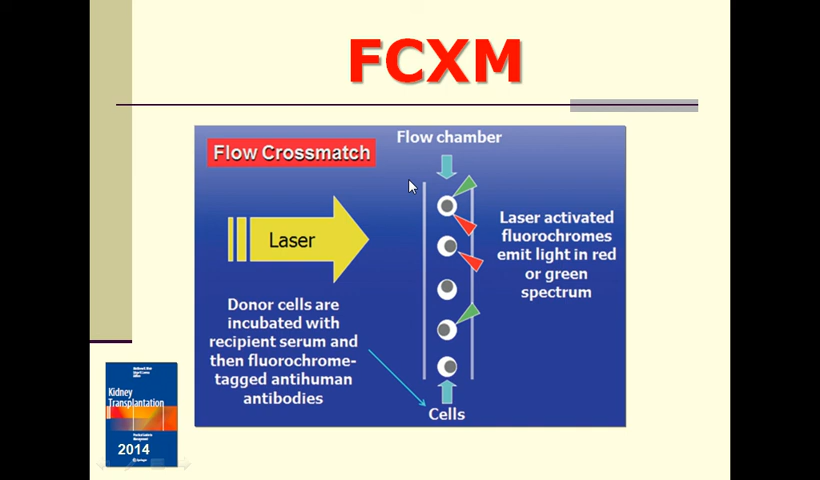 FCXM
Flow Crossmatch
Flow chamber
Laser
Laser activated
fluorochromes
emit light in red
or green
spectrum
Donor cells are
incubated with
recipient serum and
then fluorochrome-
tagged antihuman
antibodies
Cells
Kidney
Transplantation
2014